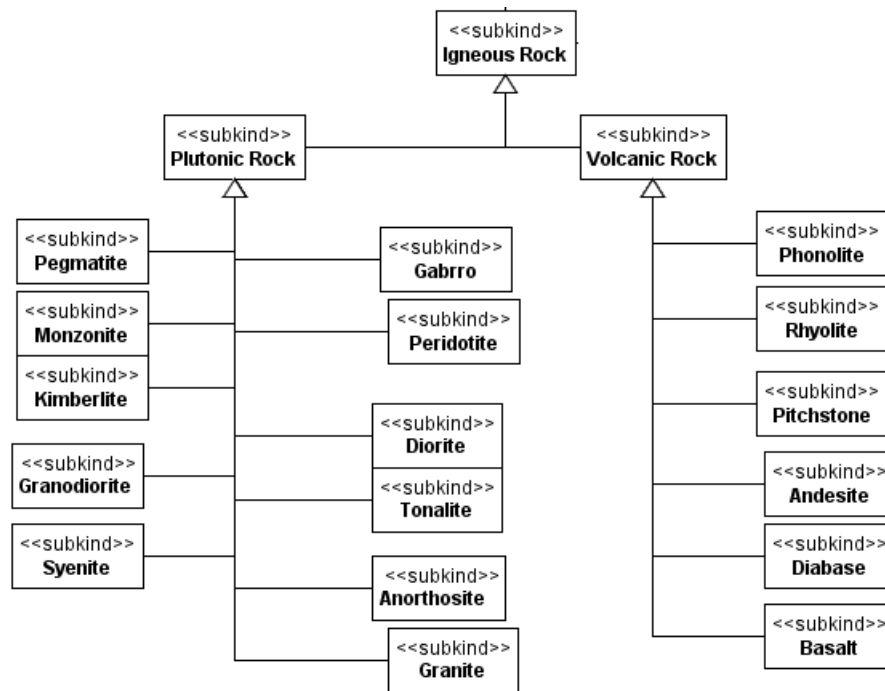 <<subkind>>
Igneous Rock
<<subkind>>
Plutonic Rock
<<subkind>>
Volcanic Rock
<<subkind>>
Pegmatite
<<subkind>>
Monzonite
<<subkind>>
Kimberlite
<<subkind>>
Granodiorite
<<subkind>>
Syenite
<<subkind>>
Gabrro
<<subkind>>
Peridotite
<<subkind>>
Diorite
<<subkind>>
Tonalite
<<subkind>>
Anorthosite
<<subkind>>
Granite
<<subkind>>
Phonolite
<<subkind>>
Rhyolite
<<subkind>>
Pitchstone
<<subkind>>
Andesite
<<subkind>>
Diabase
<<subkind>>
Basalt